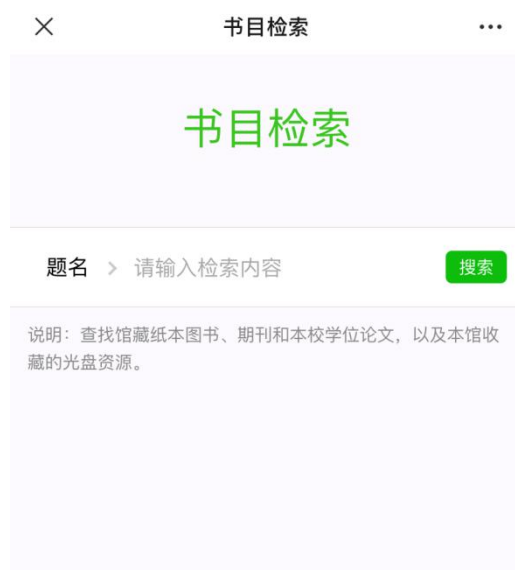 书目检索
书目检索
题名 > 请输入检索内容 搜索
说明：查找馆藏纸本图书、期刊和本校学位论文，以及本馆收
藏的光盘资源。